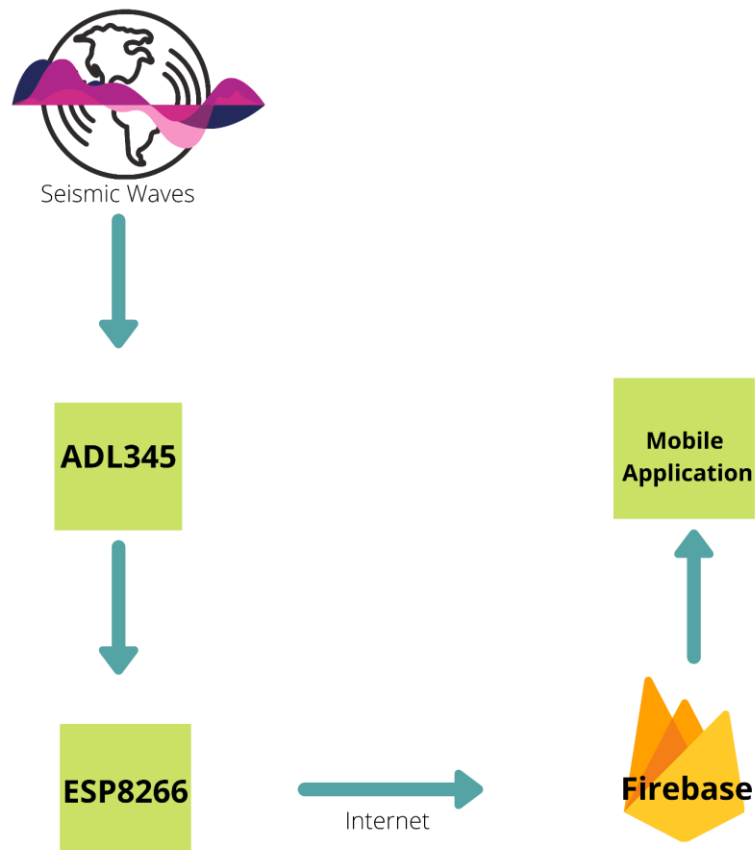 Seismic Waves
ADL345
ESP8266
Internet
Firebase
Mobile
Application